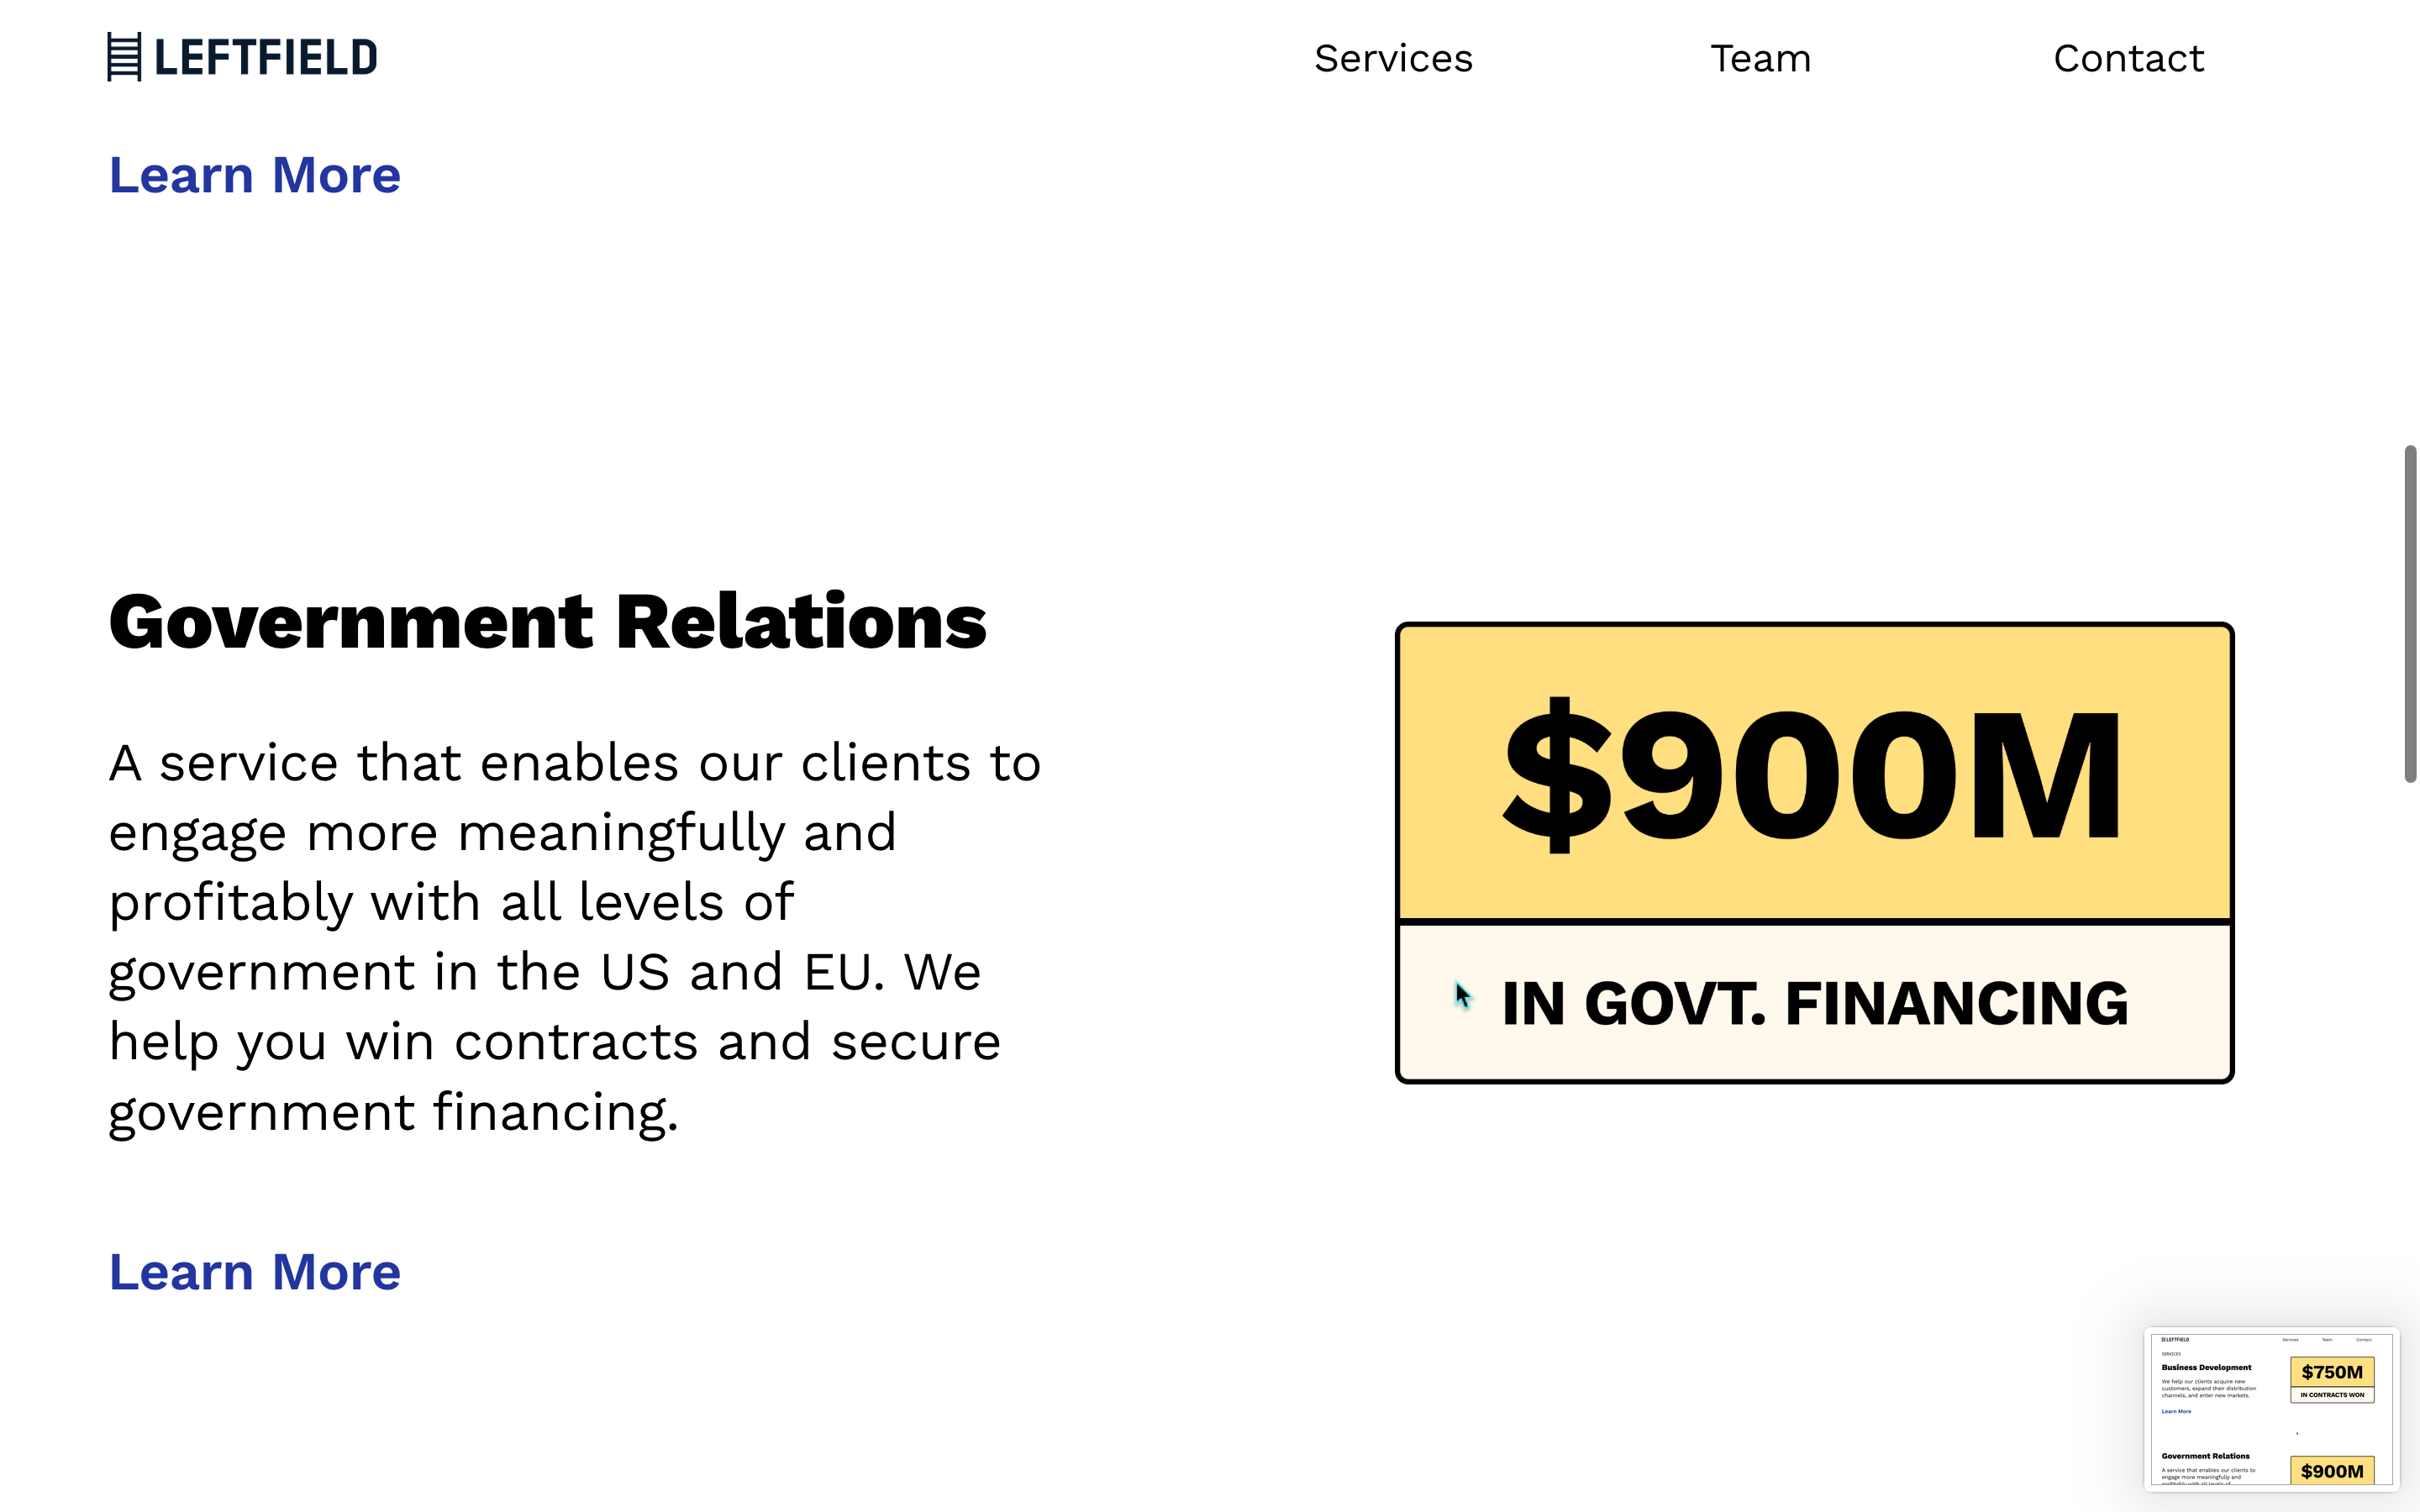 LEFTFIELD
Services
Team
Contact
Learn More
Government Relations
A service that enables our clients to
engage more meaningfully and
profitably with all levels of
government in the US and EU. We
help you win contracts and secure
government financing.
Learn More
$900M
IN GOVT. FINANCING
LEFTFIELD
Services
Team
Contact
SERVICES
Business Development
We help our clients acquire new
customers, expand their distribution
channels, and enter new markets.
Learn More
$750M
IN CONTRACTS WON
Government Relations
A service that enables our clients to
engage more meaningfully and
$900M